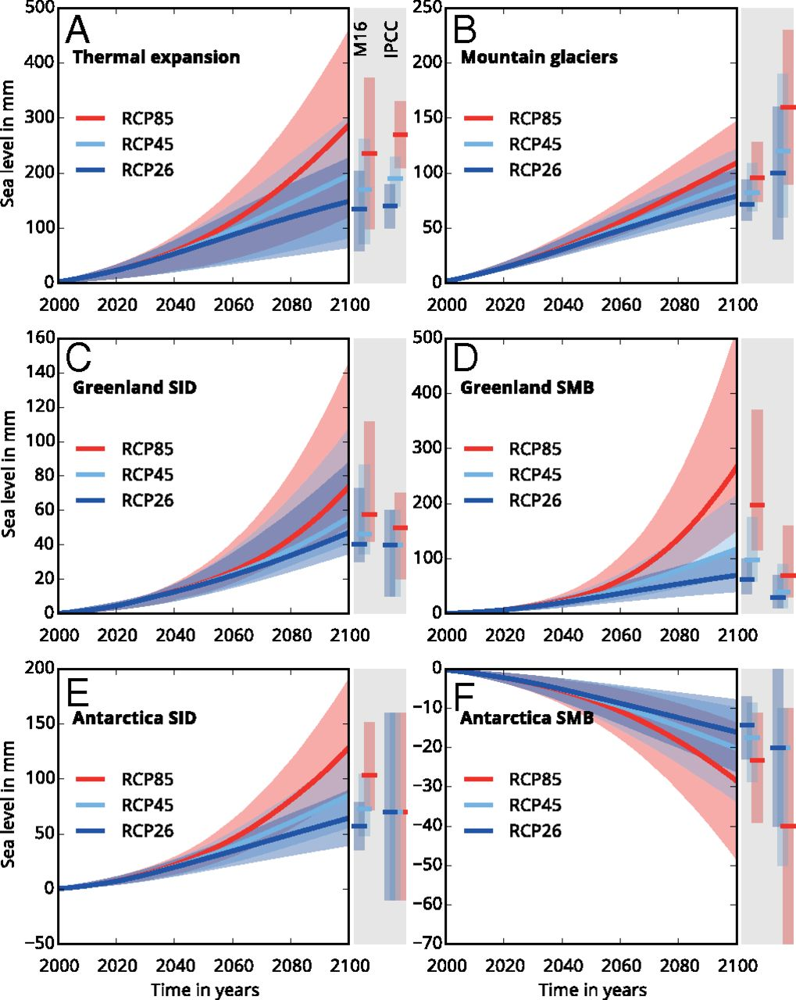 A
Thermal expansion
M16
IPCC
RCP85
RCP45
RCP26
Sea level in mm
500
400
300
200
100
0
2000 2020 2040 2060 2080 2100
B
Mountain glaciers
RCP85
RCP45
RCP26
250
200
150
100
50
0
2000 2020 2040 2060 2080 2100
C
Greenland SID
RCP85
RCP45
RCP26
Sea level in mm
160
140
120
100
80
60
40
20
0
2000 2020 2040 2060 2080 2100
D
Greenland SMB
RCP85
RCP45
RCP26
500
400
300
200
100
0
2000 2020 2040 2060 2080 2100
E
Antarctica SID
RCP85
RCP45
RCP26
Sea level in mm
200
150
100
50
0
−50
2000 2020 2040 2060 2080 2100
Time in years
F
Antarctica SMB
RCP85
RCP45
RCP26
0
−10
−20
−30
−40
−50
−60
−70
2000 2020 2040 2060 2080 2100
Time in years